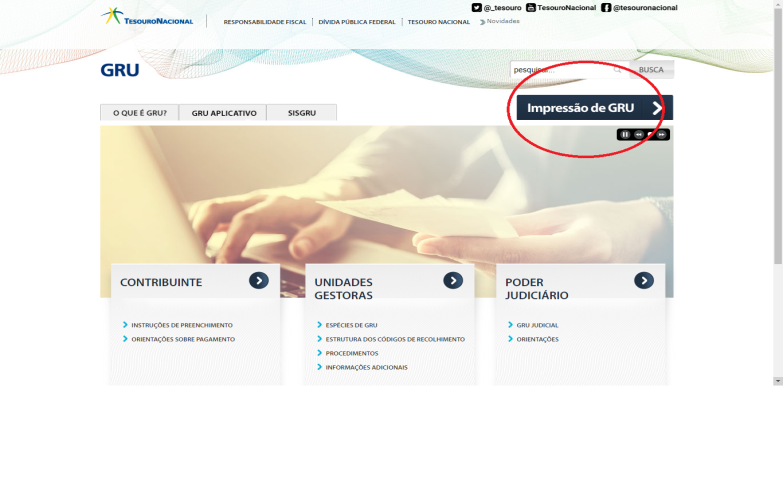 TESOURONACIONAL
@_tesouro TesouroNacional @tesouronacional
RESPONSABILIDADE FISCAL DÍVIDA PÚBLICA FEDERAL TESOURO NACIONAL Novidades
GRU
BUSCA
Impressão de GRU
O QUE É GRU? GRU APLICATIVO SISGRU
CONTRIBUINTE
INSTRUÇÕES DE PREENCHIMENTO
ORIENTAÇÕES SOBRE PAGAMENTO
UNIDADES
GESTORAS
ESPÉCIES DE GRU
ESTRUTURA DOS CÓDIGOS DE RECOLHIMENTO
PROCEDIMENTOS
INFORMAÇÕES ADICIONAIS
PODER
JUDICIÁRIO
GRU JUDICIAL
ORIENTAÇÕES